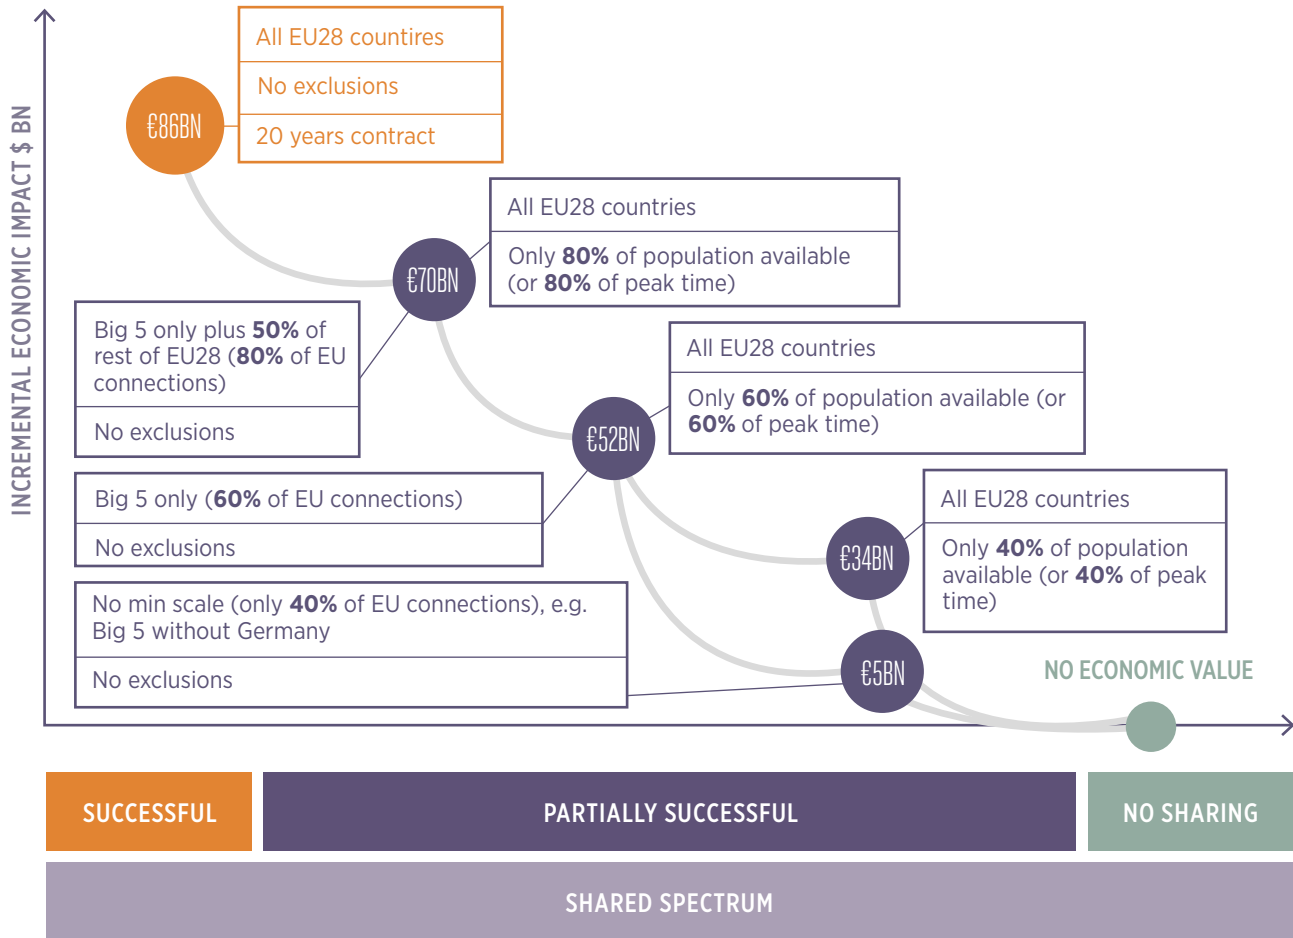 INCREMENTAL ECONOMIC IMPACT $ BN
€86BN
All EU28 countires
No exclusions
20 years contract
€70BN
All EU28 countries
Only 80% of population available
(or 80% of peak time)
Big 5 only plus 50% of
rest of EU28 (80% of EU
connections)
No exclusions
€52BN
All EU28 countries
Only 60% of population available (or
60% of peak time)
Big 5 only (60% of EU connections)
No exclusions
€34BN
All EU28 countries
Only 40% of population
available (or 40% of peak
time)
No min scale (only 40% of EU connections), e.g.
Big 5 without Germany
No exclusions
€5BN
NO ECONOMIC VALUE
SUCCESSFUL
PARTIALLY SUCCESSFUL
NO SHARING
SHARED SPECTRUM